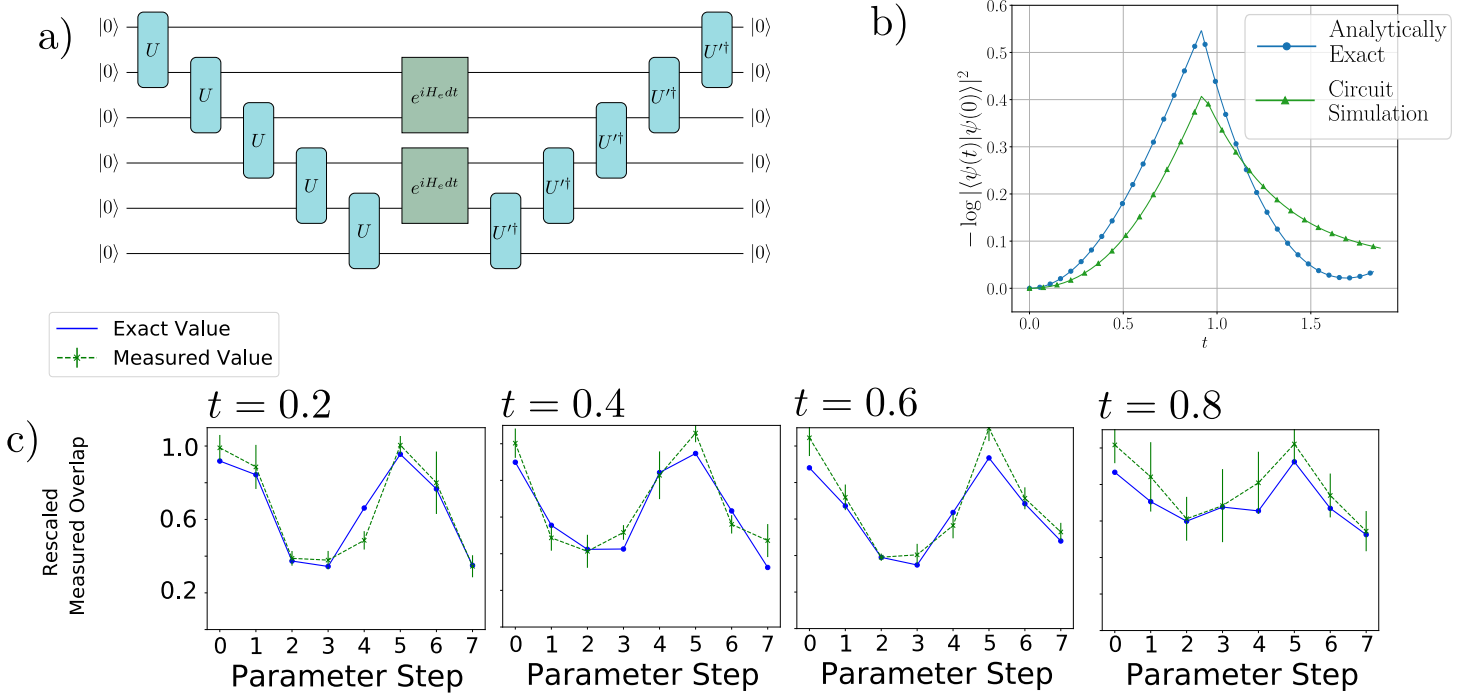 a)
|0⟩ |0⟩
U U′†
|0⟩ |0⟩
U e^{iH_e dt} U′†
|0⟩ |0⟩
U U′†
|0⟩ |0⟩
U e^{iH_e dt} U′†
|0⟩ |0⟩
U U′†
|0⟩ |0⟩
b)
− log |⟨ψ(t)|ψ(0)⟩|²
0.6
0.5
0.4
0.3
0.2
0.1
0.0
0.0 0.5 1.0 1.5
t
Analytically
Exact
Circuit
Simulation
Exact Value
Measured Value
c)
Rescaled
Measured Overlap
t = 0.2 t = 0.4 t = 0.6 t = 0.8
1.0
0.6
0.2
0 1 2 3 4 5 6 7 0 1 2 3 4 5 6 7 0 1 2 3 4 5 6 7 0 1 2 3 4 5 6 7
Parameter Step Parameter Step Parameter Step Parameter Step